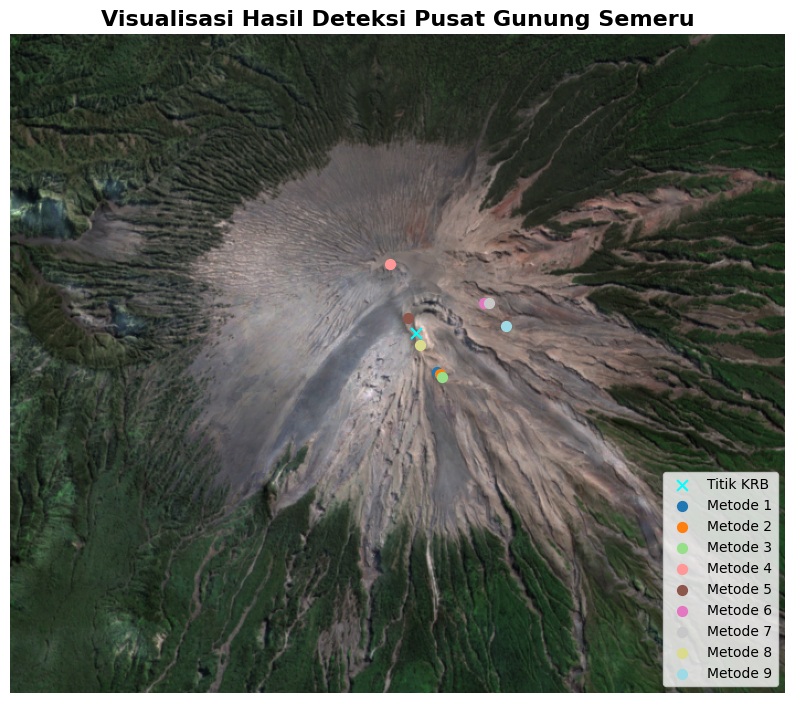 Visualisasi Hasil Deteksi Pusat Gunung Semeru
Titik KRB
Metode 1
Metode 2
Metode 3
Metode 4
Metode 5
Metode 6
Metode 7
Metode 8
Metode 9